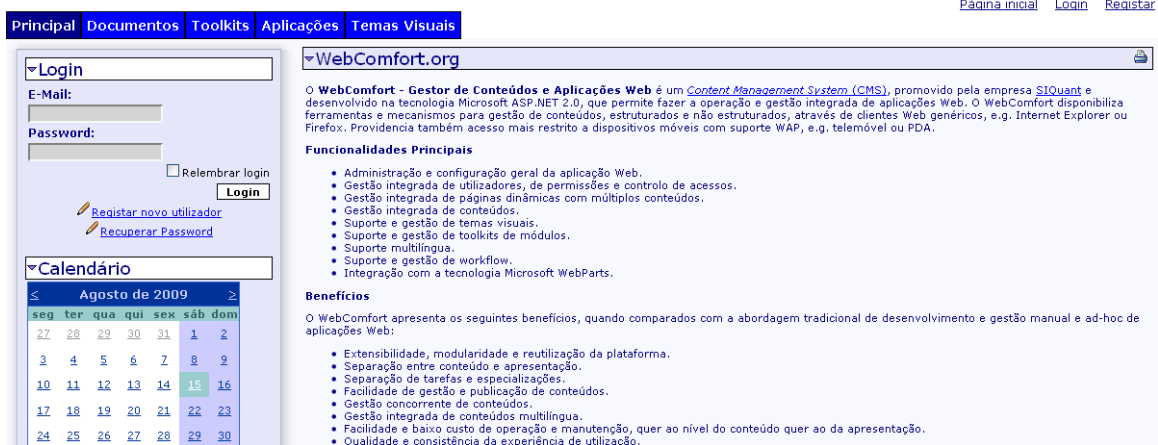 Página inicial Login Registar
Principal Documentos Toolkits Aplicações Temas Visuais
Login
E-Mail:
Password:
Relembrar login
Login
Registar novo utilizador
Recuperar Password
Calendário
< Agosto de 2009 >
seg ter qua qui sex sáb dom
27 28 29 30 31 1 2
3 4 5 6 7 8 9
10 11 12 13 14 15 16
17 18 19 20 21 22 23
24 25 26 27 28 29 30
WebComfort.org
O WebComfort - Gestor de Conteúdos e Aplicações Web é um Content Management System (CMS), promovido pela empresa SIQuant e
desenvolvido na tecnologia Microsoft ASP.NET 2.0, que permite fazer a operação e gestão integrada de aplicações Web. O WebComfort disponibiliza
ferramentas e mecanismos para gestão de conteúdos, estruturados e não estruturados, através de clientes Web genéricos, e.g. Internet Explorer ou
Firefox. Providencia também acesso mais restrito a dispositivos móveis com suporte WAP, e.g. telemóvel ou PDA.
Funcionalidades Principais
• Administração e configuração geral da aplicação Web.
• Gestão integrada de utilizadores, de permissões e controlo de acessos.
• Gestão integrada de páginas dinâmicas com múltiplos conteúdos.
• Gestão integrada de conteúdos.
• Suporte e gestão de temas visuais.
• Suporte e gestão de toolkits de módulos.
• Suporte multilíngua.
• Suporte e gestão de workflow.
• Integração com a tecnologia Microsoft WebParts.
Benefícios
O WebComfort apresenta os seguintes benefícios, quando comparados com a abordagem tradicional de desenvolvimento e gestão manual e ad-hoc de
aplicações Web:
• Extensibilidade, modularidade e reutilização da plataforma.
• Separação entre conteúdo e apresentação.
• Separação de tarefas e especializações.
• Facilidade de gestão e publicação de conteúdos.
• Gestão concorrente de conteúdos.
• Gestão integrada de conteúdos multilíngua.
• Facilidade e baixo custo de operação e manutenção, quer ao nível do conteúdo quer ao da apresentação.
• Qualidade e consistência da experiência de utilização.